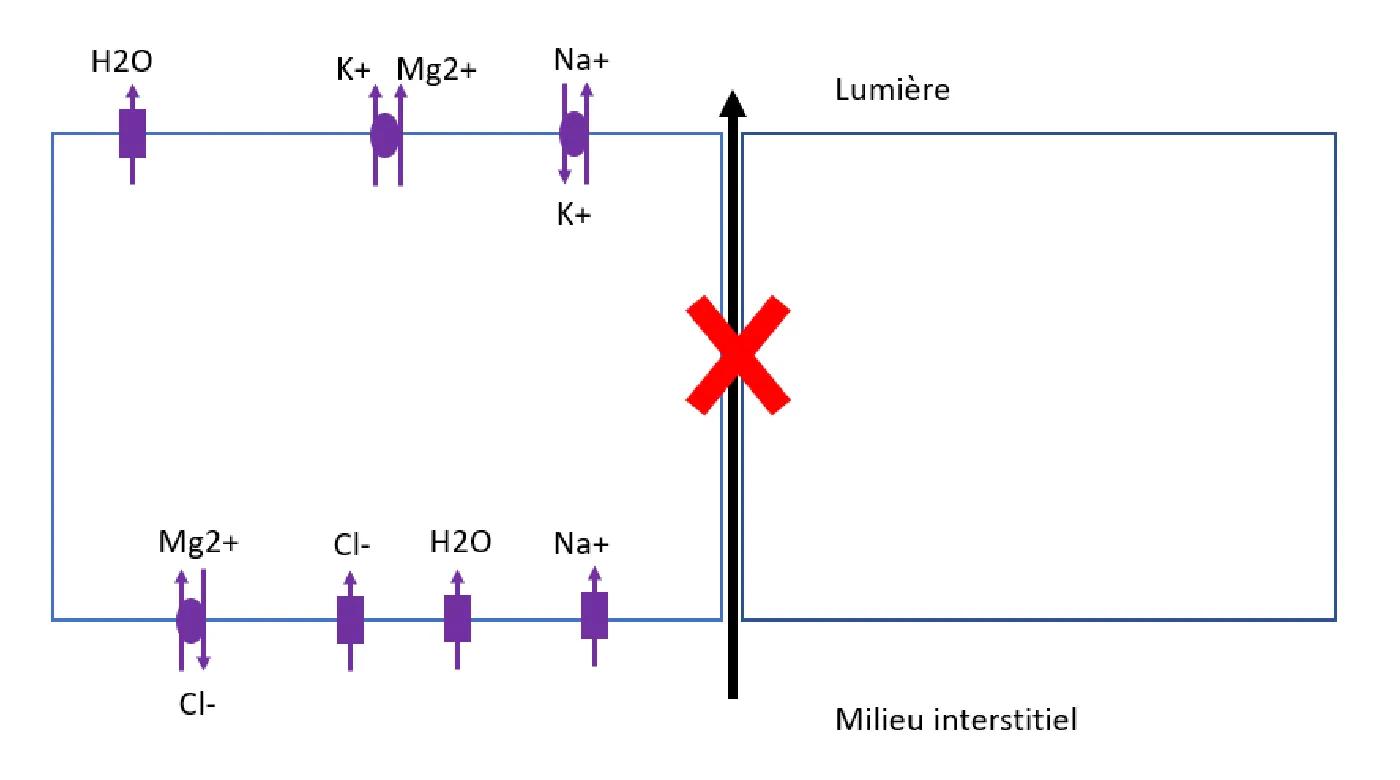 H2O
K+
Mg2+
Na+
Lumière
K+
Mg2+
Cl-
H2O
Na+
Cl-
Milieu interstitiel